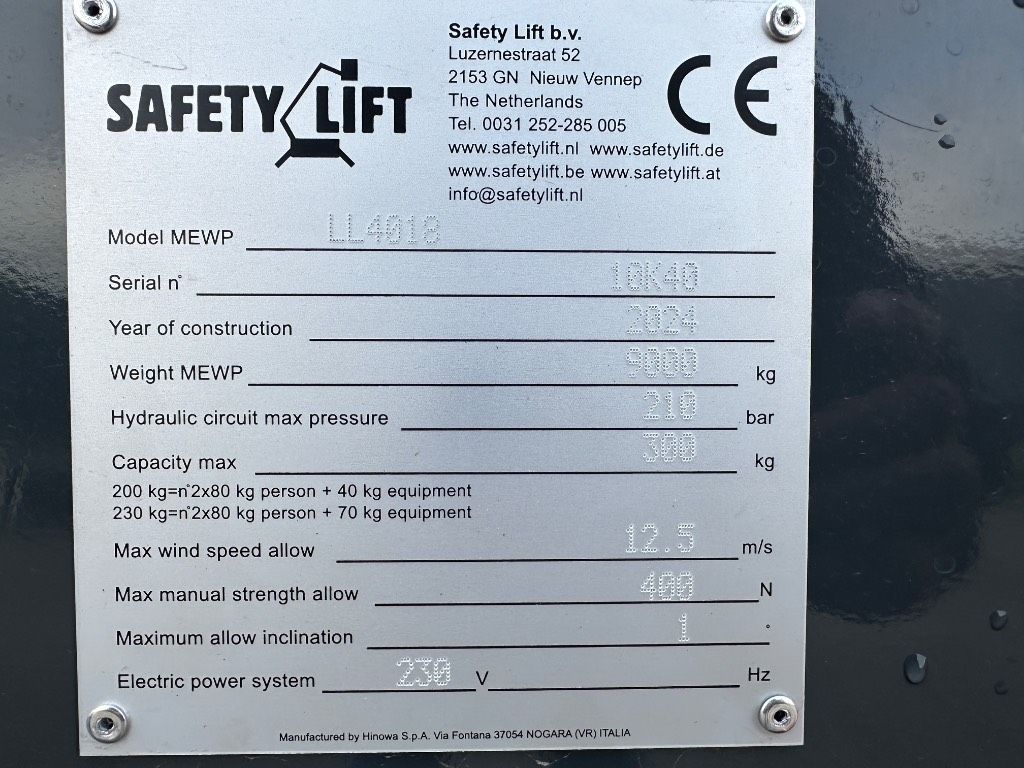 SAFETY LIFT
Safety Lift b.v.
Luzernestraat 52
2153 GN Nieuw Vennep
The Netherlands
Tel. 0031 252-285 005
www.safetylift.nl www.safetylift.de
www.safetylift.be www.safetylift.at
info@safetylift.nl
CE
Model MEWP LL4018
Serial n° 10K40
Year of construction 2024
Weight MEWP 9000 kg
Hydraulic circuit max pressure 210 bar
Capacity max 300 kg
200 kg=n°2x80 kg person + 40 kg equipment
230 kg=n°2x80 kg person + 70 kg equipment
Max wind speed allow 12.5 m/s
Max manual strength allow 400 N
Maximum allow inclination 1 °
Electric power system 230 V Hz
Manufactured by Hinowa S.p.A. Via Fontana 37054 NOGARA (VR) ITALIA